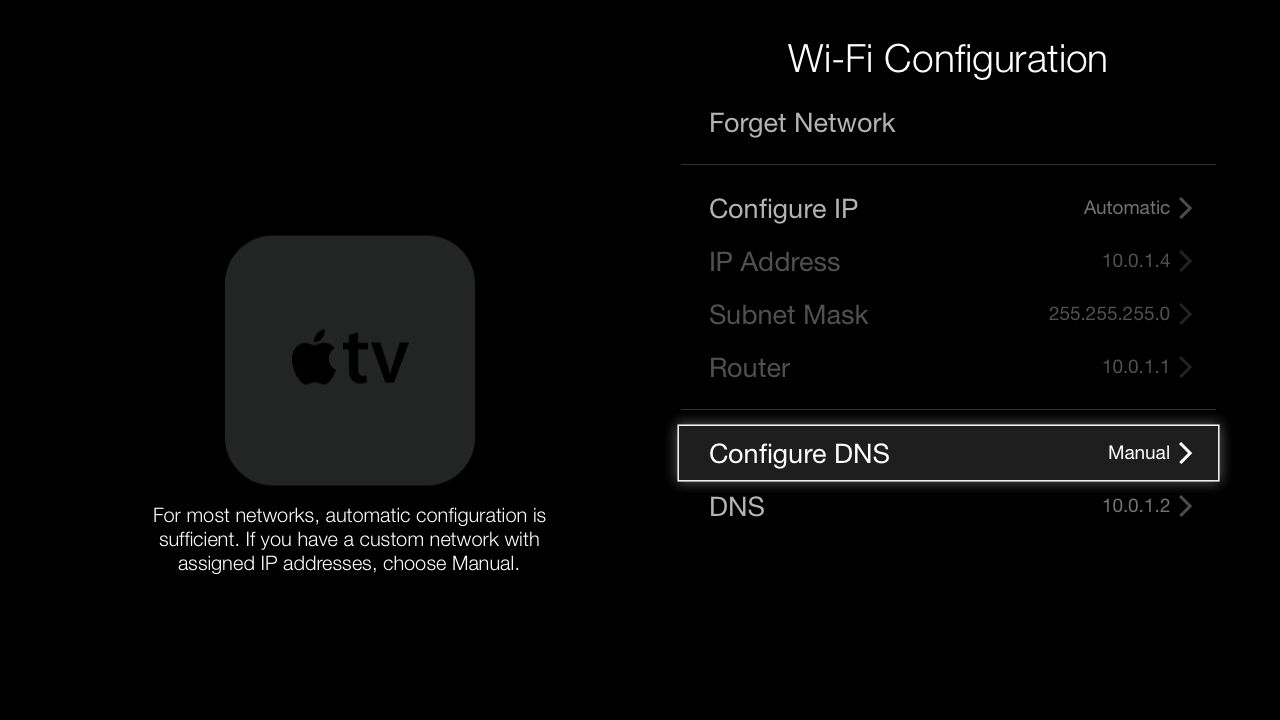 Wi-Fi Configuration
Forget Network
Configure IP Automatic
IP Address 10.0.1.4
Subnet Mask 255.255.255.0
Router 10.0.1.1
Configure DNS Manual
DNS 10.0.1.2
tv
For most networks, automatic configuration is
sufficient. If you have a custom network with
assigned IP addresses, choose Manual.